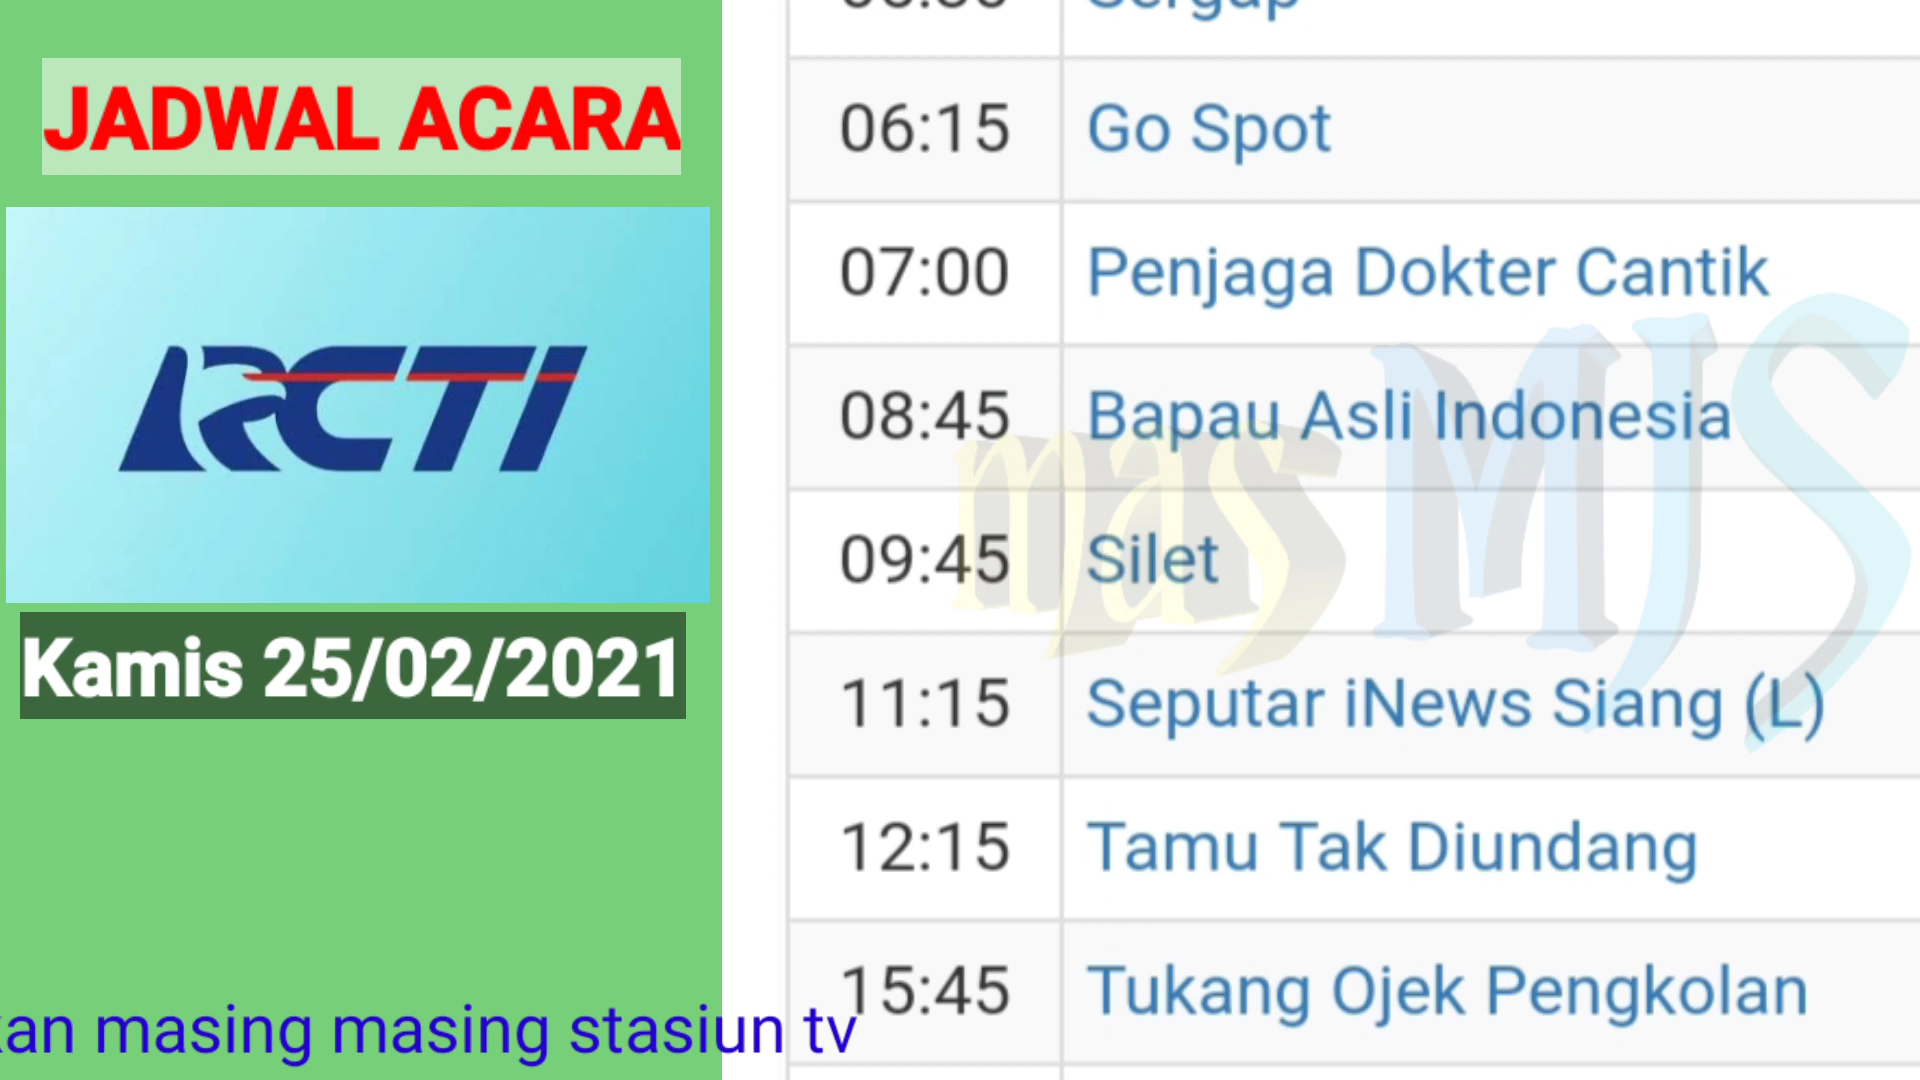 JADWAL ACARA
RCTI
Kamis 25/02/2021
Sergap
06:15 Go Spot
07:00 Penjaga Dokter Cantik
08:45 Bapau Asli Indonesia
09:45 Silet
11:15 Seputar iNews Siang (L)
12:15 Tamu Tak Diundang
15:45 Tukang Ojek Pengkolan
mas MJS
kan masing masing stasiun tv